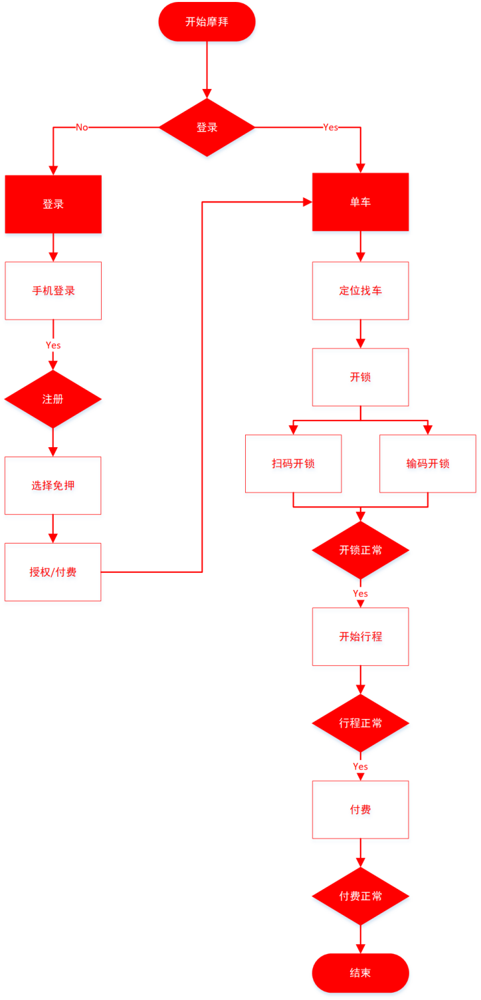 开始摩拜
登录
No
Yes
登录
单车
手机登录
定位找车
Yes
开锁
注册
扫码开锁
输码开锁
选择免押
开锁正常
授权/付费
Yes
开始行程
行程正常
Yes
付费
付费正常
结束